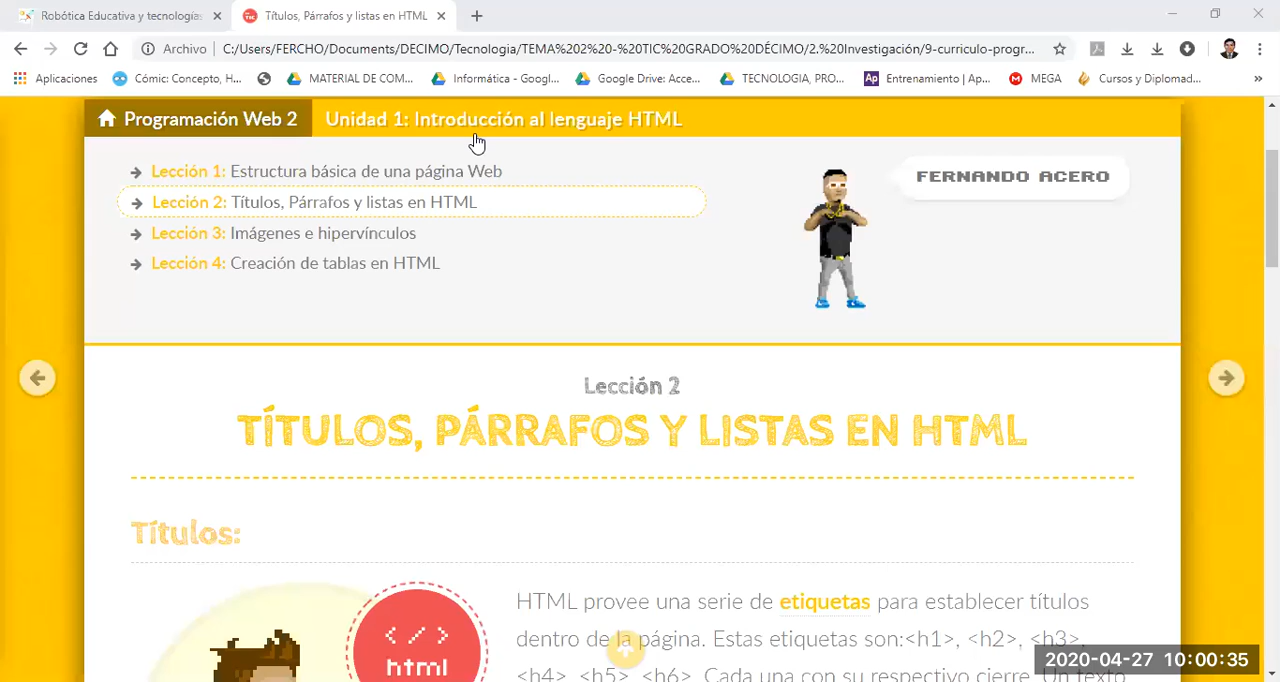 Robótica Educativa y tecnologías
Títulos, Párrafos y listas en HTML
Archivo
C:/Users/FERCHO/Documents/DECIMO/Tecnologia/TEMA%202%20-%20TIC%20GRADO%20DÉCIMO/2.%20Investigación/9-curriculo-progr...
Aplicaciones
Cómic: Concepto, H...
MATERIAL DE COM...
Informática - Googl...
Google Drive: Acce...
TECNOLOGIA, PRO...
Ap Entrenamiento | Ap...
M MEGA
Cursos y Diplomad...
»
Programación Web 2
Unidad 1: Introducción al lenguaje HTML
Lección 1: Estructura básica de una página Web
Lección 2: Títulos, Párrafos y listas en HTML
Lección 3: Imágenes e hipervínculos
Lección 4: Creación de tablas en HTML
FERNANDO ACERO
Lección 2
TÍTULOS, PÁRRAFOS Y LISTAS EN HTML
Títulos:
</>
html
HTML provee una serie de etiquetas para establecer títulos
dentro de la página. Estas etiquetas son:<h1>, <h2>, <h3>,
<h4>, <h5>, <h6>. Cada una con su respectivo cierre. Un texto
2020-04-27 10:00:35